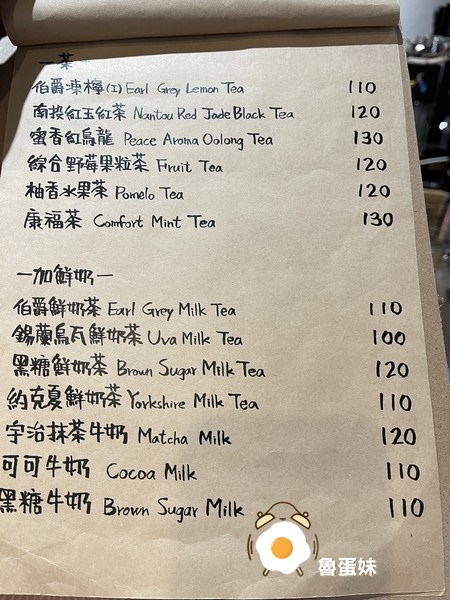 一茶一
伯爵凍檸(I) Earl Grey Lemon Tea 110
南投紅玉紅茶 Nantou Red Jade Black Tea 120
蜜香紅烏龍 Peace Aroma Oolong Tea 130
綜合野莓果粒茶 Fruit Tea 120
柚香水果茶 Pomelo Tea 120
康福茶 Comfort Mint Tea 130
一加鮮奶一
伯爵鮮奶茶 Earl Grey Milk Tea 110
錫蘭烏瓦鮮奶茶 Uva Milk Tea 100
黑糖鮮奶茶 Brown Sugar Milk Tea 120
約克夏鮮奶茶 Yorkshire Milk Tea 110
宇治抹茶牛奶 Matcha Milk 120
可可牛奶 Cocoa Milk 110
黑糖牛奶 Brown Sugar Milk 110
魯蛋妹